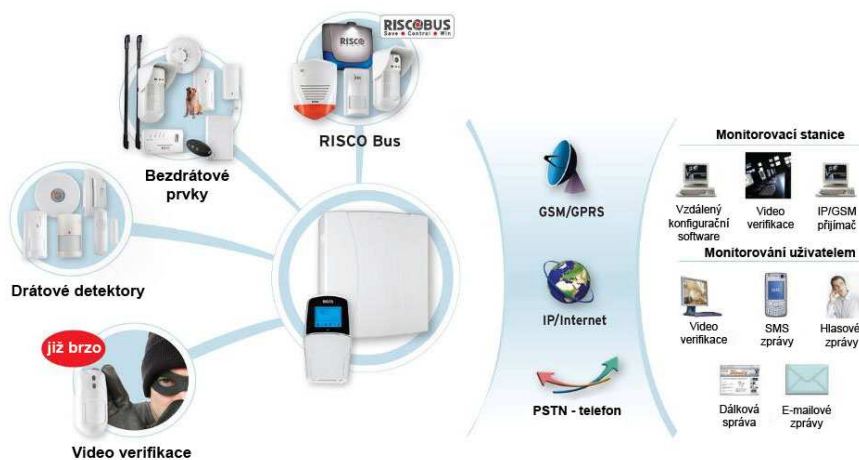 RISCOBUS
Save • Control • Win
RISCO
RISCO Bus
Bezdrátové
prvky
Drátové detektory
již brzo
Video verifikace
GSM/GPRS
IP/Internet
PSTN - telefon
Monitorovací stanice
Vzdálený
konfigurační
software
Video
verifikace
IP/GSM
přijímač
Monitorování uživatelem
Video
verifikace
SMS
zprávy
Hlasové
zprávy
Dálková
správa
E-mailové
zprávy